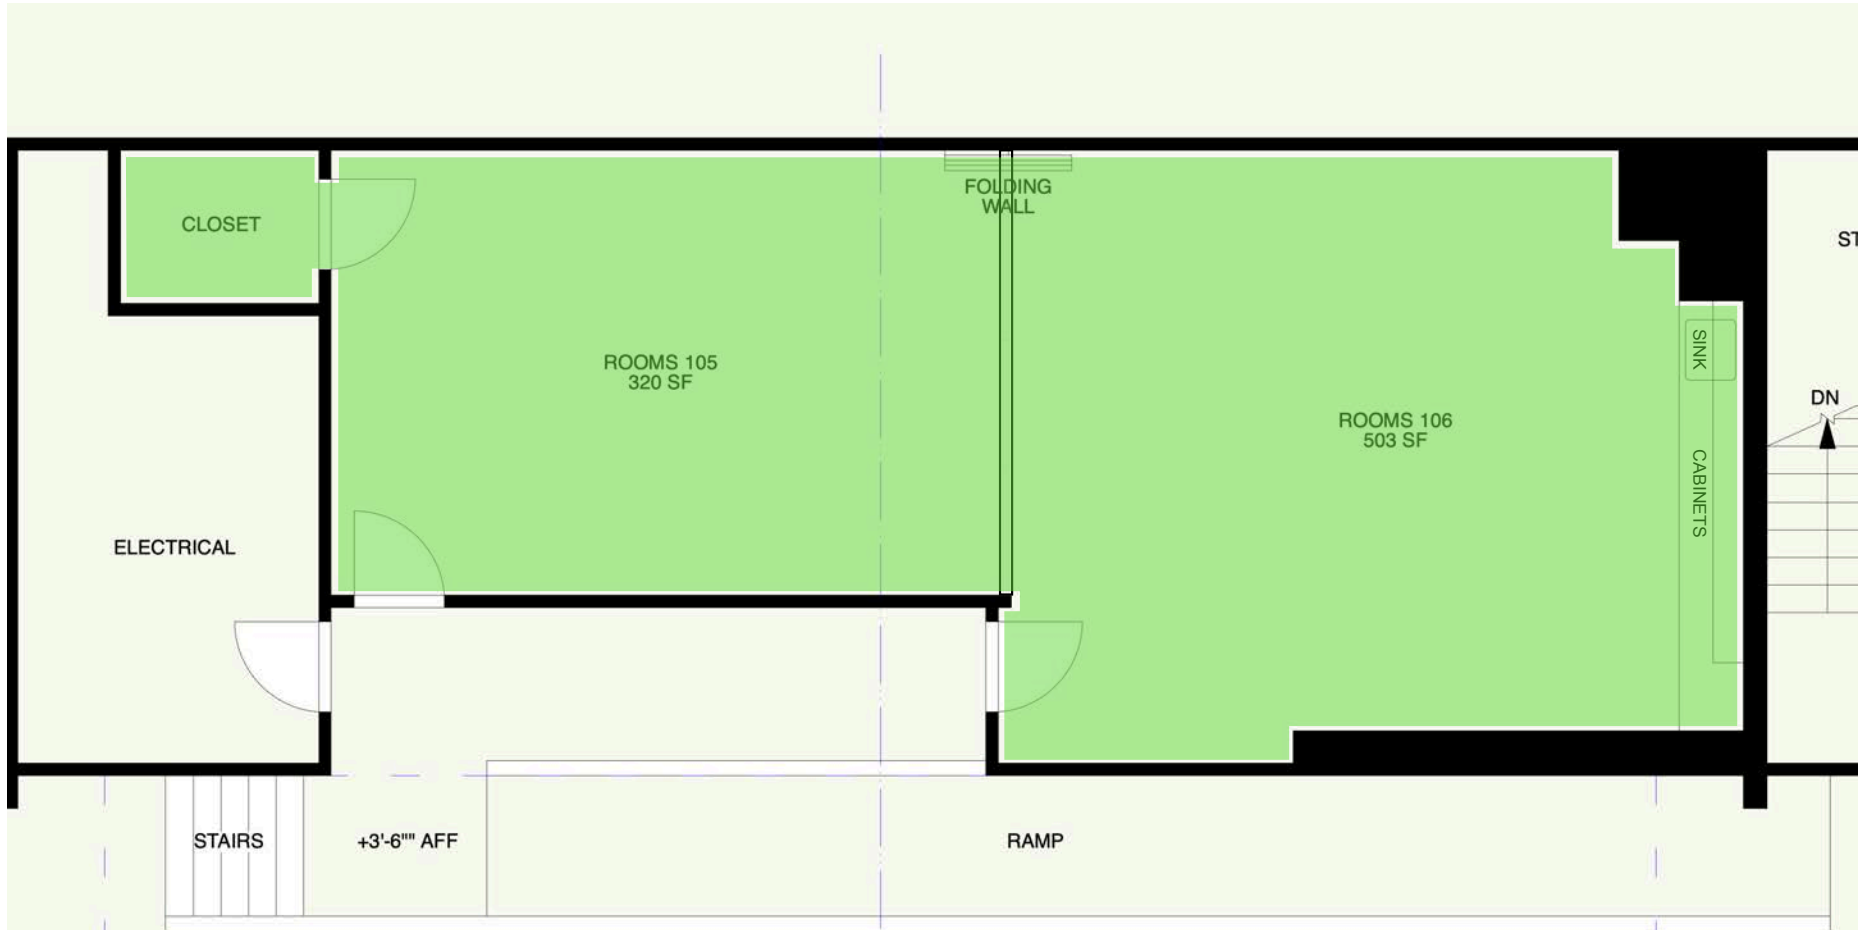 CLOSET
FOLDING
WALL
ST
ROOMS 105
320 SF
SINK
DN
ROOMS 106
503 SF
CABINETS
ELECTRICAL
STAIRS
+3'-6"" AFF
RAMP